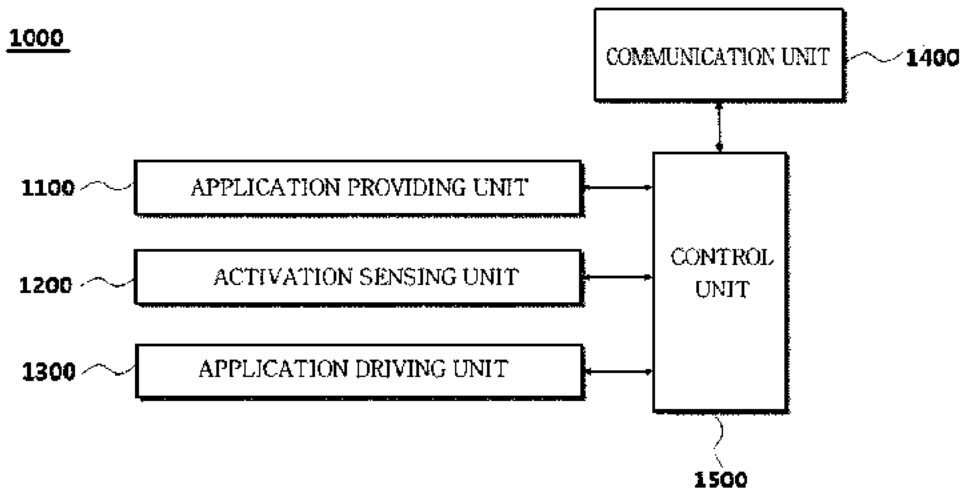 1000
COMMUNICATION UNIT
1400
1100
APPLICATION PROVIDING UNIT
1200
ACTIVATION SENSING UNIT
CONTROL
UNIT
1300
APPLICATION DRIVING UNIT
1500